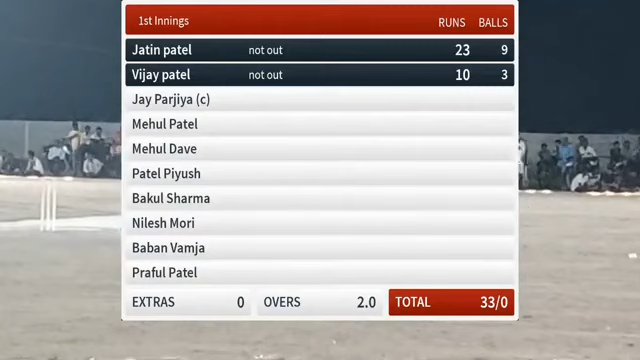 1st Innings RUNS BALLS
Jatin patel not out 23 9
Vijay patel not out 10 3
Jay Parjiya (c)
Mehul Patel
Mehul Dave
Patel Piyush
Bakul Sharma
Nilesh Mori
Baban Vamja
Praful Patel
EXTRAS 0 OVERS 2.0 TOTAL 33/0